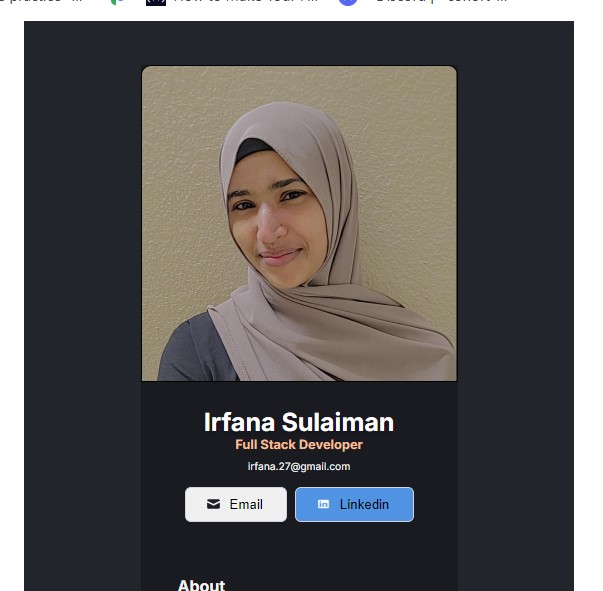 Irfana Sulaiman
Full Stack Developer
irfana.27@gmail.com
Email
Linkedin
About